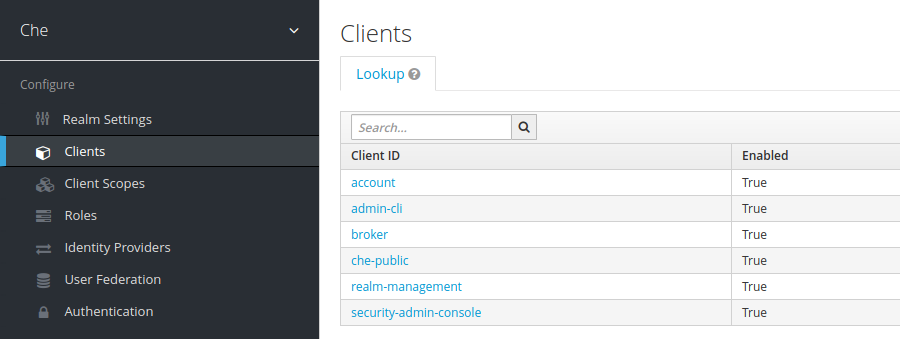 Che
Configure
Realm Settings
Clients
Client Scopes
Roles
Identity Providers
User Federation
Authentication
Clients
Lookup
Search...
Client ID Enabled
account True
admin-cli True
broker True
che-public True
realm-management True
security-admin-console True